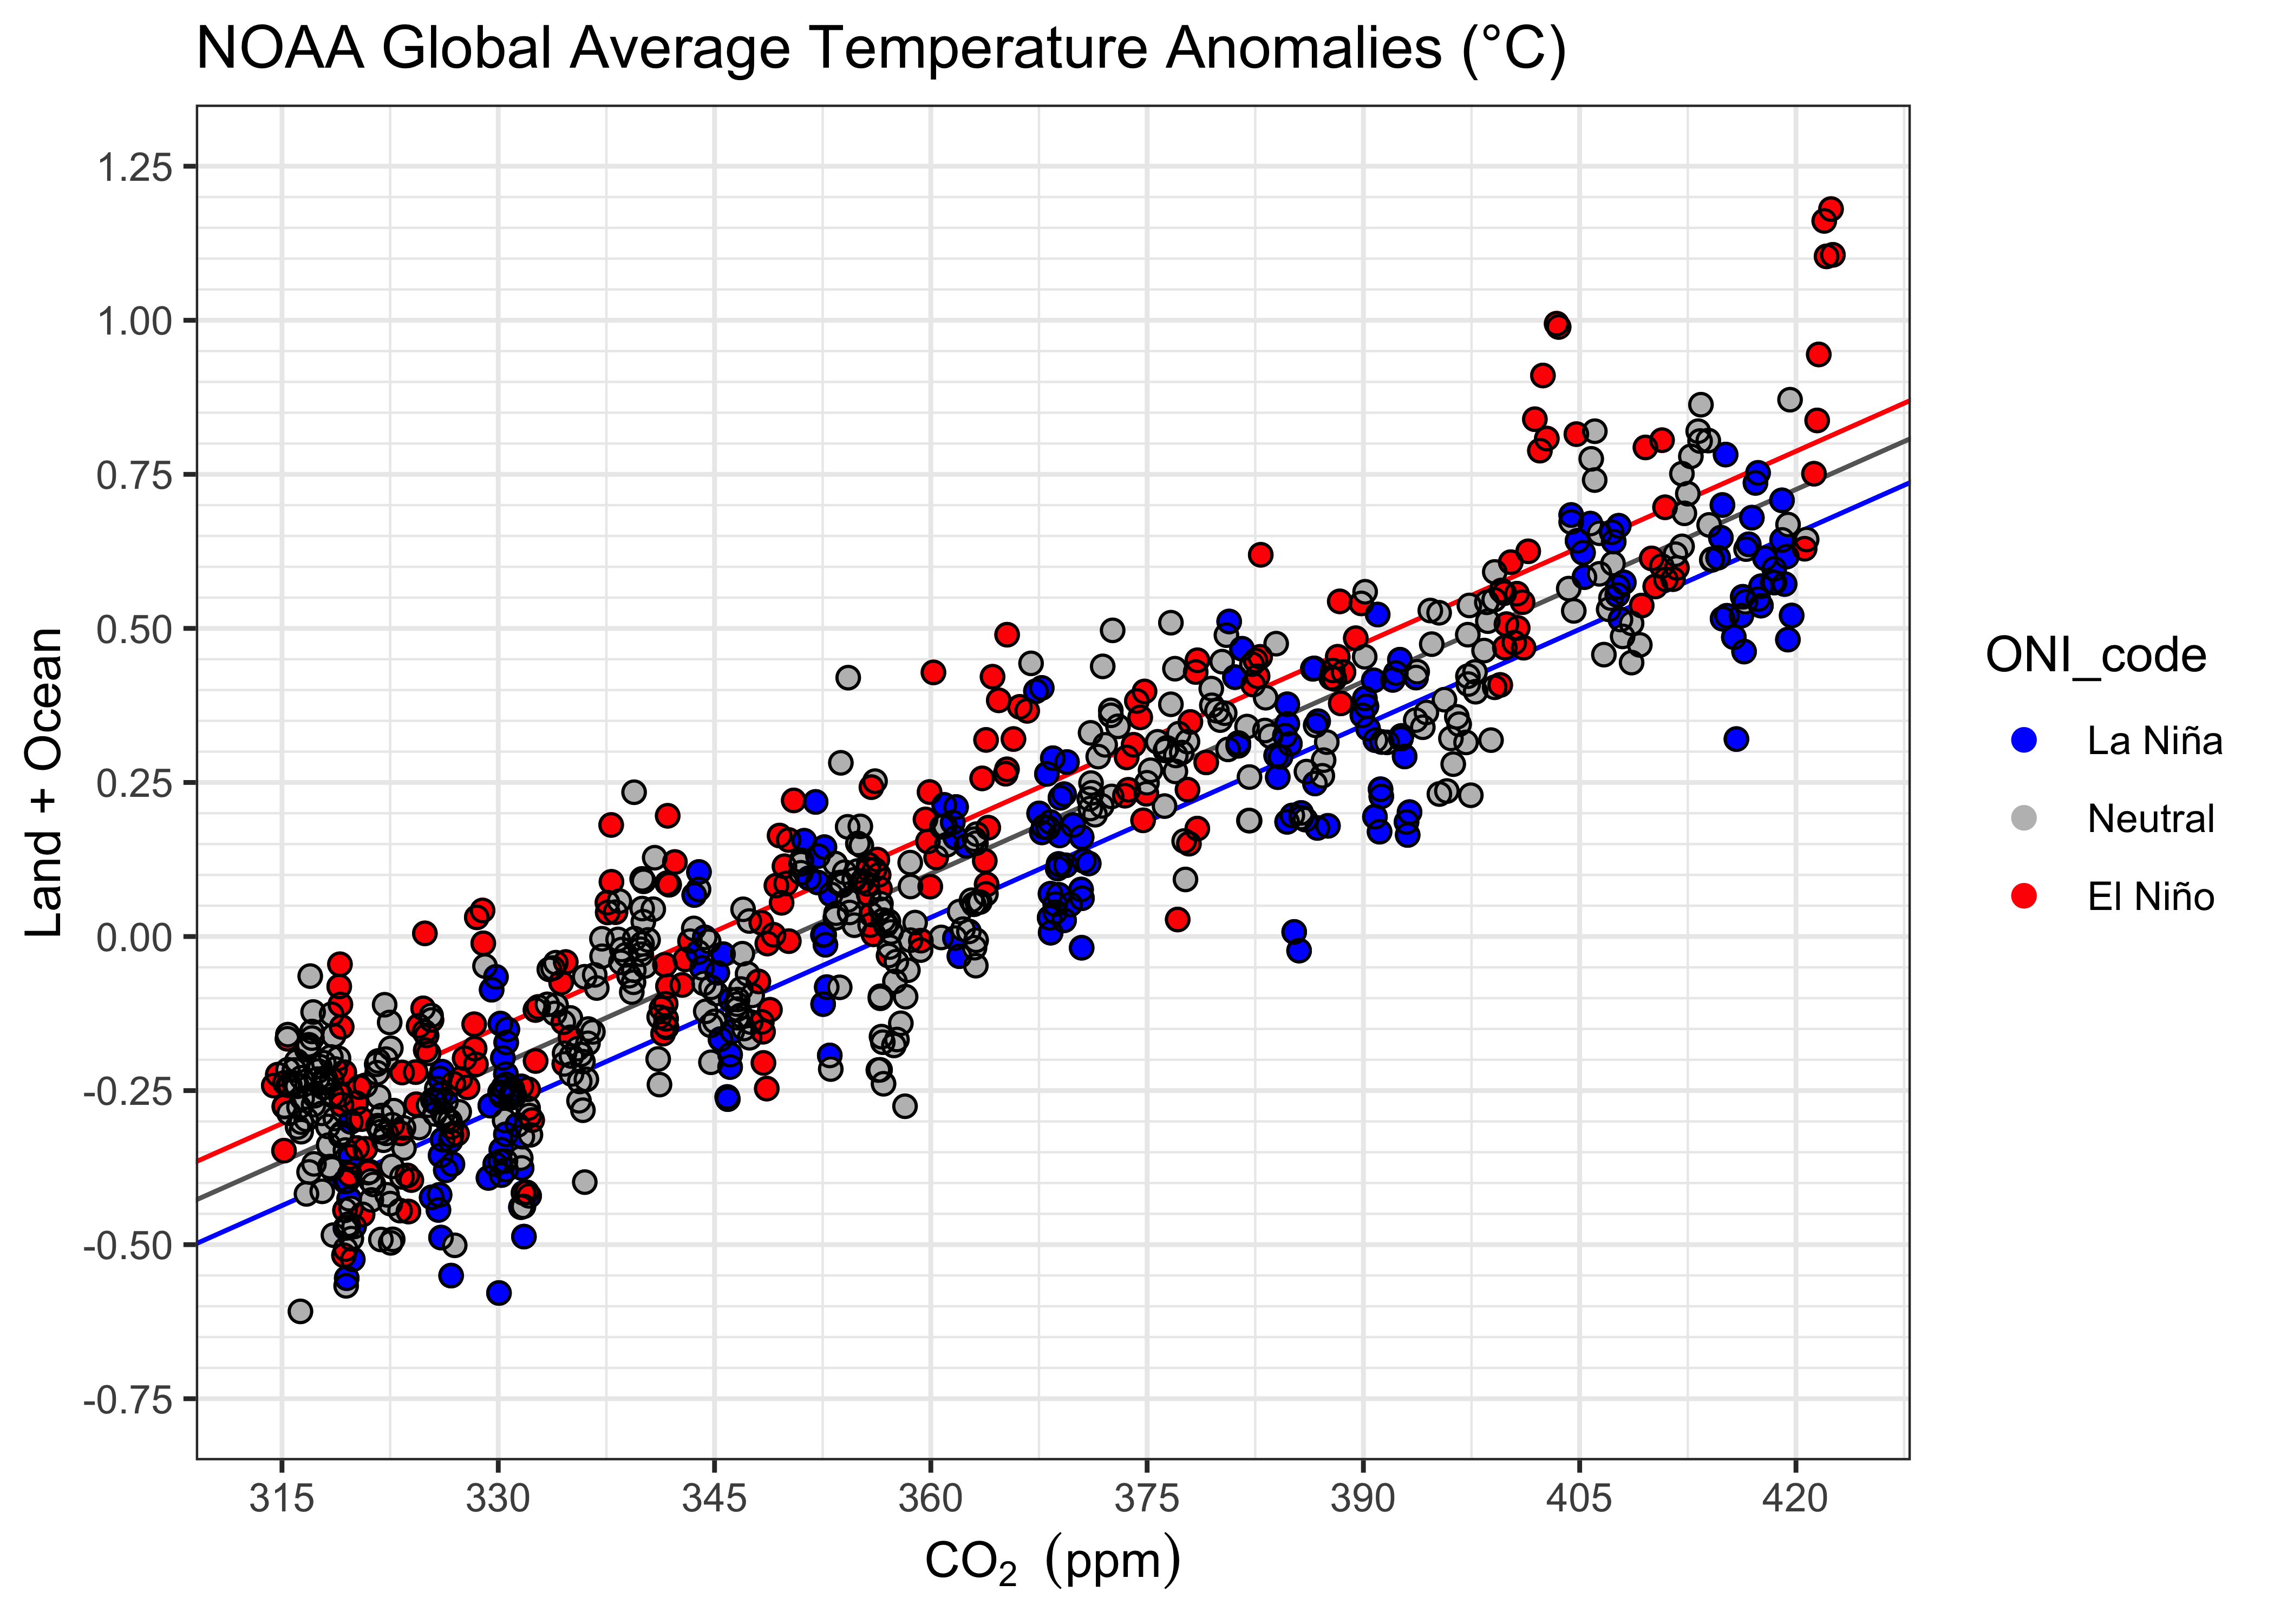 NOAA Global Average Temperature Anomalies (°C)
Land + Ocean
1.25
1.00
0.75
0.50
0.25
0.00
-0.25
-0.50
-0.75
315 330 345 360 375 390 405 420
CO₂ (ppm)
ONI_code
La Niña
Neutral
El Niño